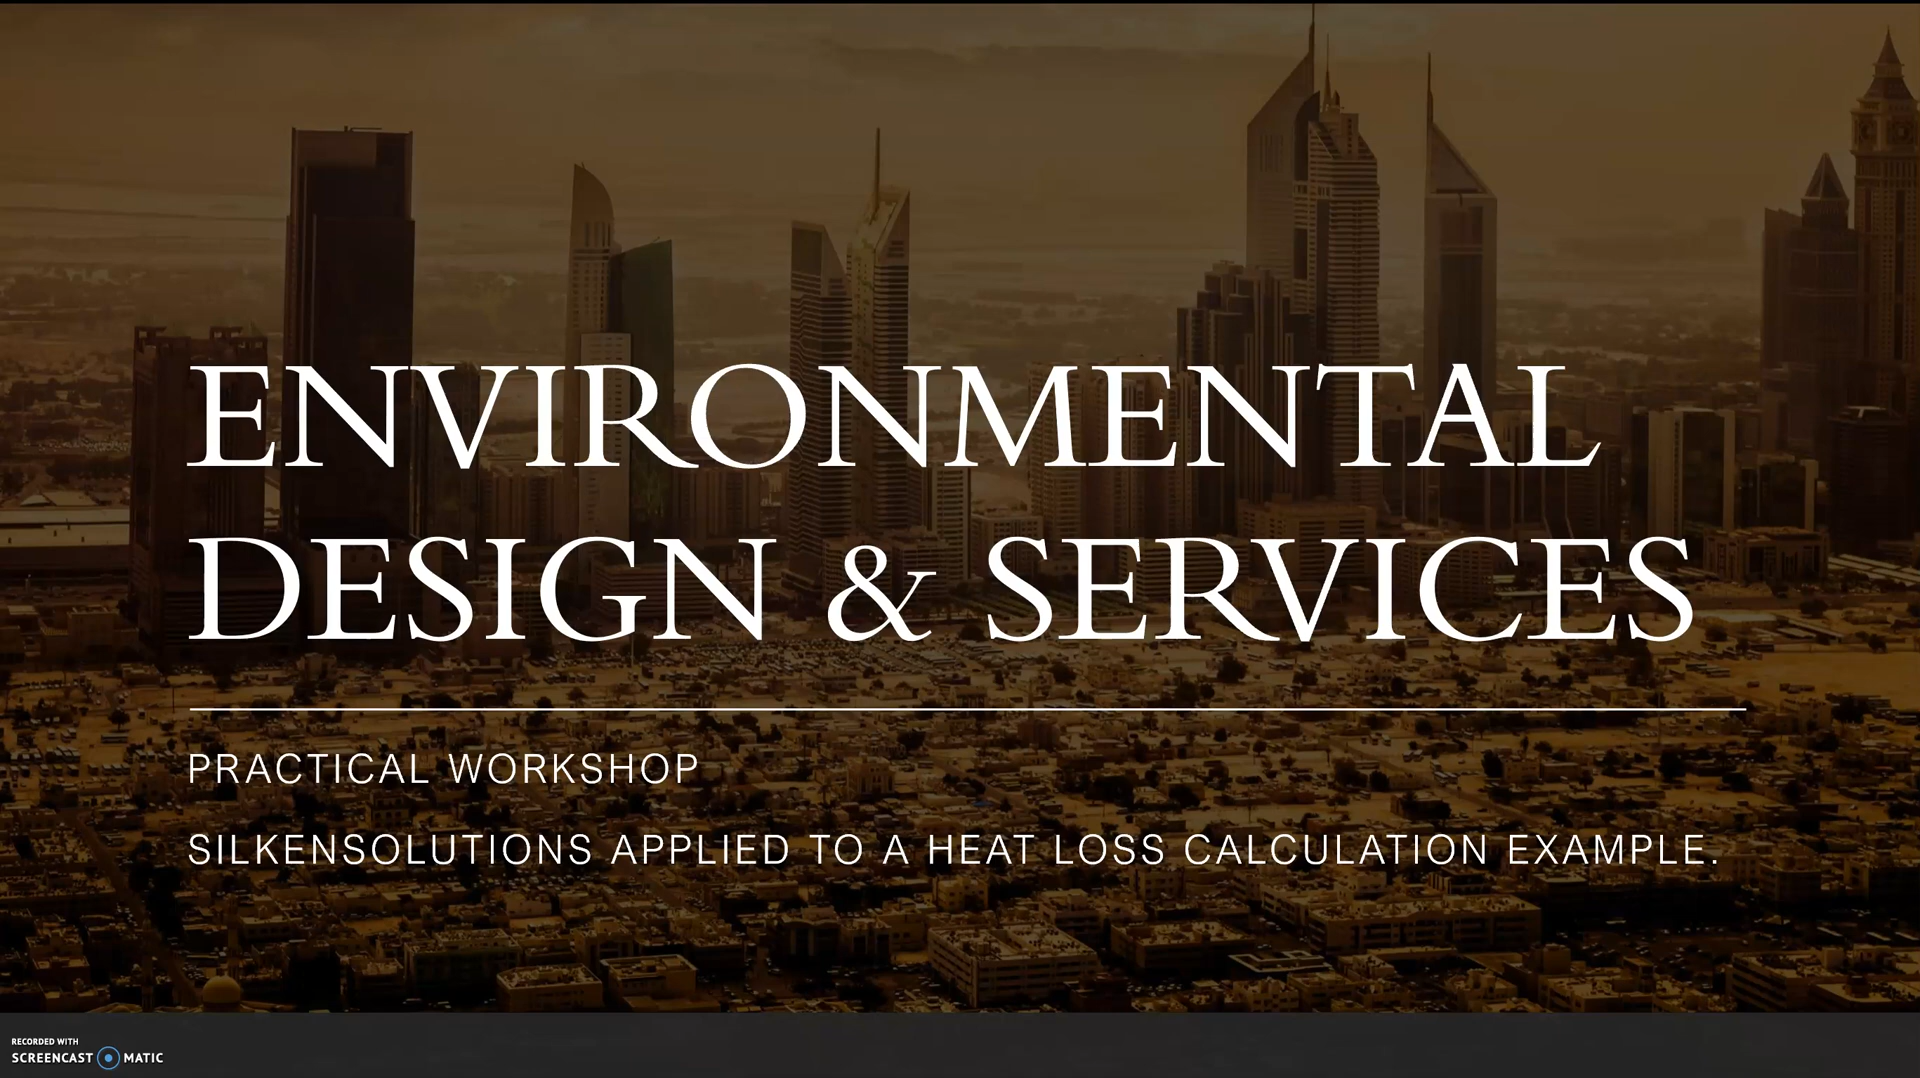 ENVIRONMENTAL
DESIGN & SERVICES
PRACTICAL WORKSHOP
SILKENSOLUTIONS APPLIED TO A HEAT LOSS CALCULATION EXAMPLE.
RECORDED WITH
SCREENCAST MATIC